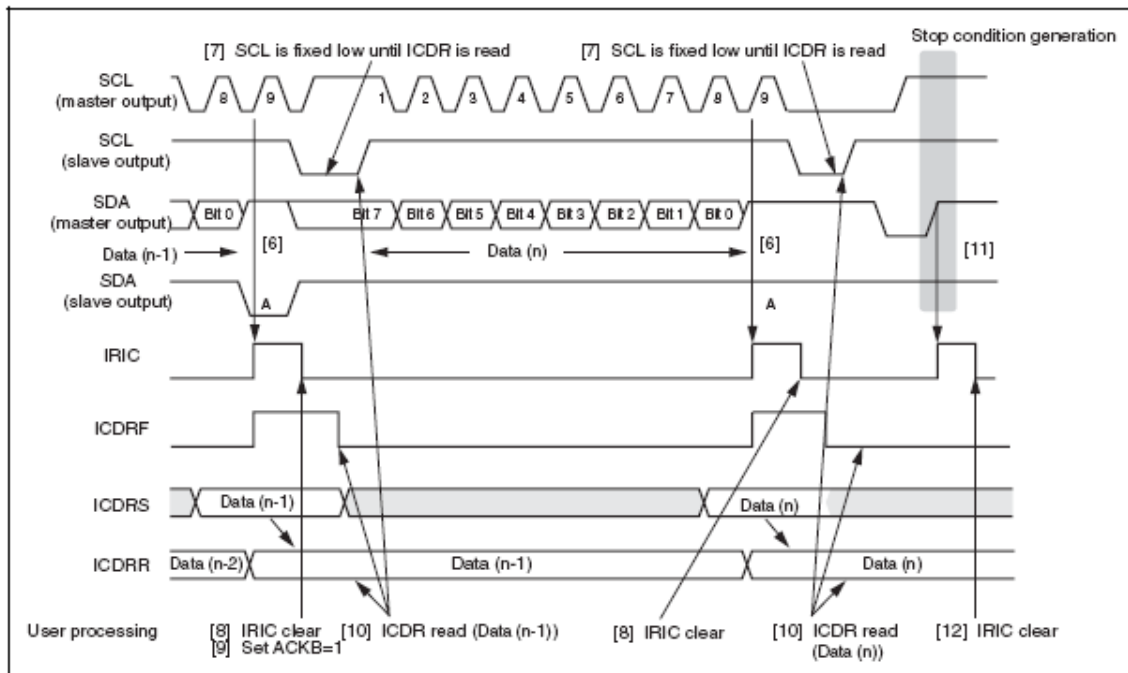 Stop condition generation
[7] SCL is fixed low until ICDR is read
[7] SCL is fixed low until ICDR is read
SCL
(master output)
8 9 1 2 3 4 5 6 7 8 9
SCL
(slave output)
SDA
(master output)
Bit 0 Bit 7 Bit 6 Bit 5 Bit 4 Bit 3 Bit 2 Bit 1 Bit 0
Data (n-1) [6] Data (n) [6] [11]
SDA
(slave output)
A A
IRIC
ICDRF
ICDRS Data (n-1) Data (n)
ICDRR Data (n-2) Data (n-1) Data (n)
User processing [8] IRIC clear [10] ICDR read (Data (n-1)) [8] IRIC clear [10] ICDR read [12] IRIC clear
[9] Set ACKB=1 (Data (n))